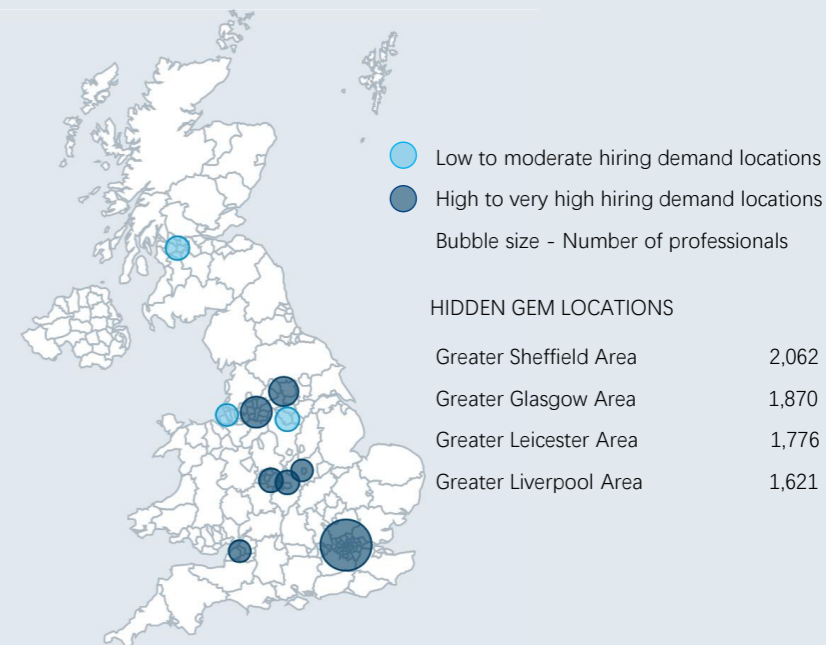 Low to moderate hiring demand locations
High to very high hiring demand locations
Bubble size - Number of professionals
HIDDEN GEM LOCATIONS
Greater Sheffield Area 2,062
Greater Glasgow Area 1,870
Greater Leicester Area 1,776
Greater Liverpool Area 1,621